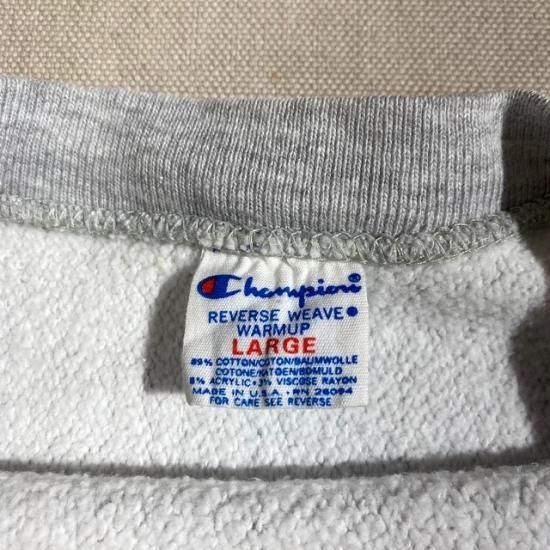 Champion®
REVERSE WEAVE®
WARMUP
LARGE
89% COTTON/COTON/BAUMWOLLE
COTONE/KATOEN/BOMULD
8% ACRYLIC•3% VISCOSE RAYON
MADE IN U.S.A.•RN 26094
FOR CARE SEE REVERSE